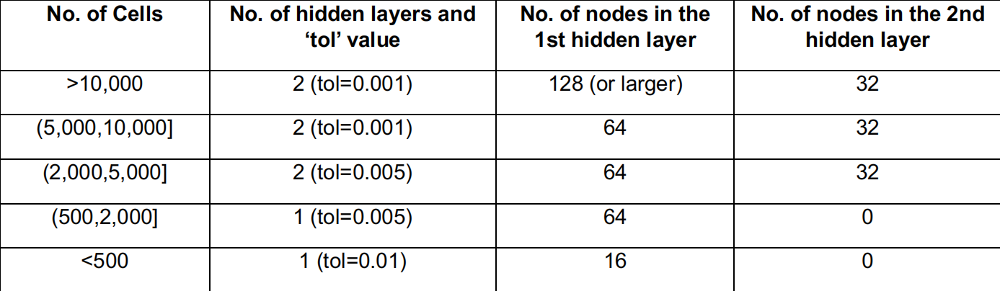 No. of Cells No. of hidden layers and No. of nodes in the No. of nodes in the 2nd
‘tol’ value 1st hidden layer hidden layer
>10,000 2 (tol=0.001) 128 (or larger) 32
(5,000,10,000] 2 (tol=0.001) 64 32
(2,000,5,000] 2 (tol=0.005) 64 32
(500,2,000] 1 (tol=0.005) 64 0
<500 1 (tol=0.01) 16 0